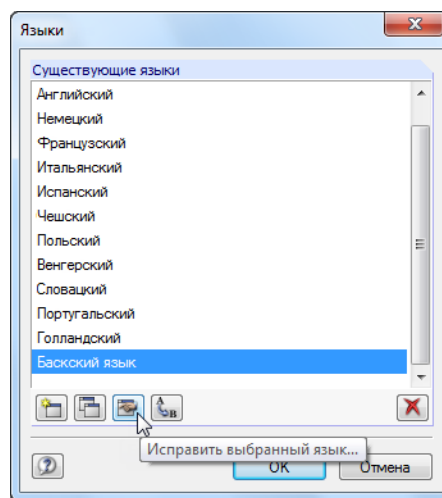 Языки
Существующие языки
Английский
Немецкий
Французский
Итальянский
Испанский
Чешский
Польский
Венгерский
Словацкий
Португальский
Голландский
Баскский язык
A
B
Исправить выбранный язык...
OK
Отмена